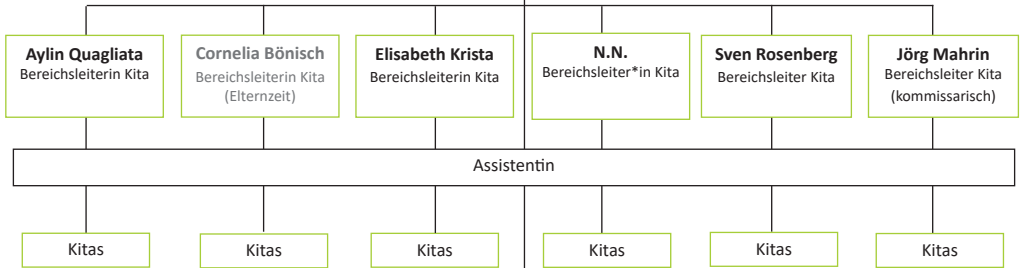 Aylin Quagliata
Bereichsleiterin Kita
Cornelia Bönisch
Bereichsleiterin Kita
(Elternzeit)
Elisabeth Krista
Bereichsleiterin Kita
N.N.
Bereichsleiter*in Kita
Sven Rosenberg
Bereichsleiter Kita
Jörg Mahrin
Bereichsleiter Kita
(kommissarisch)
Assistentin
Kitas
Kitas
Kitas
Kitas
Kitas
Kitas